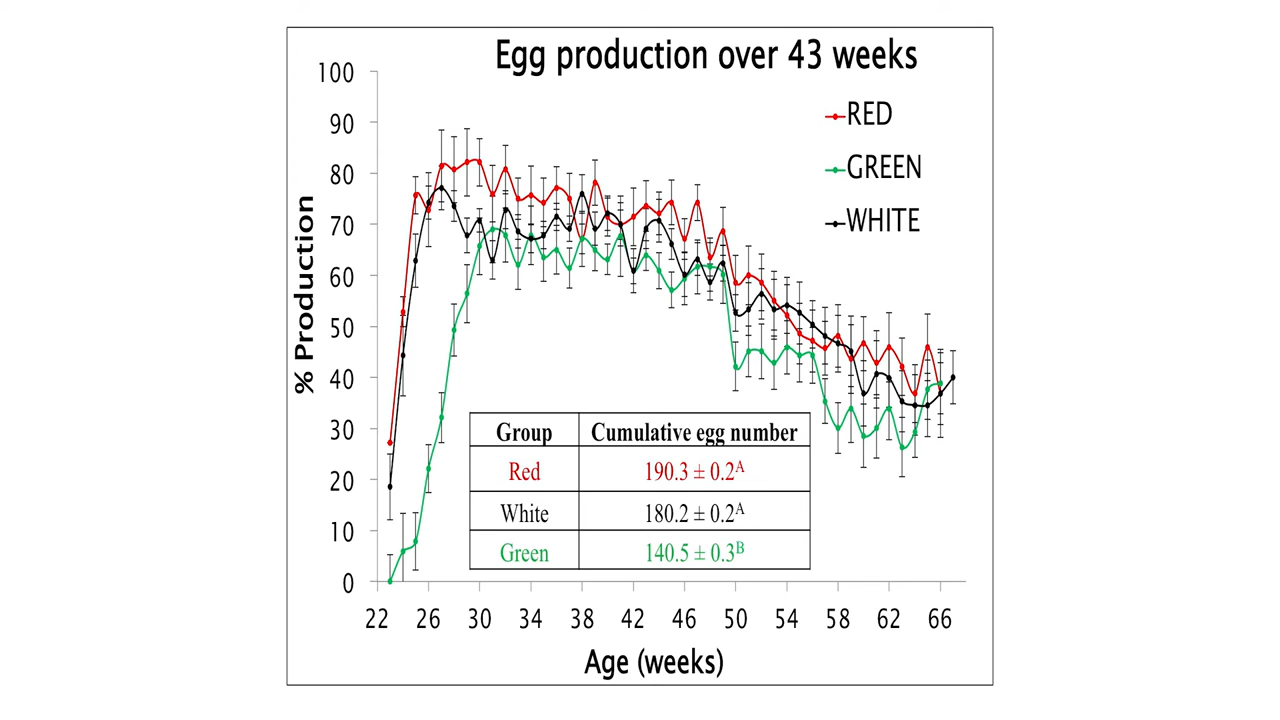 Egg production over 43 weeks
RED
GREEN
WHITE
% Production
100
90
80
70
60
50
40
30
20
10
0
Group Cumulative egg number
Red 190.3 ± 0.2ᴬ
White 180.2 ± 0.2ᴬ
Green 140.5 ± 0.3ᴮ
22 26 30 34 38 42 46 50 54 58 62 66
Age (weeks)